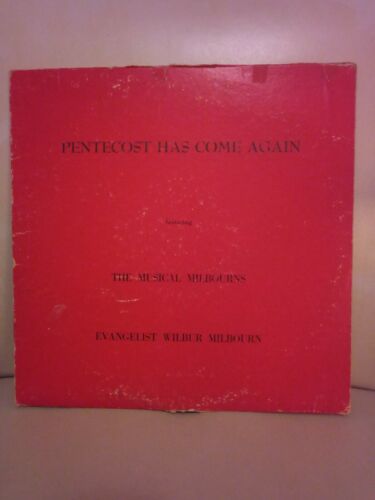 PENTECOST HAS COME AGAIN
featuring
THE MUSICAL MILBOURNS
EVANGELIST WILBUR MILBOURN